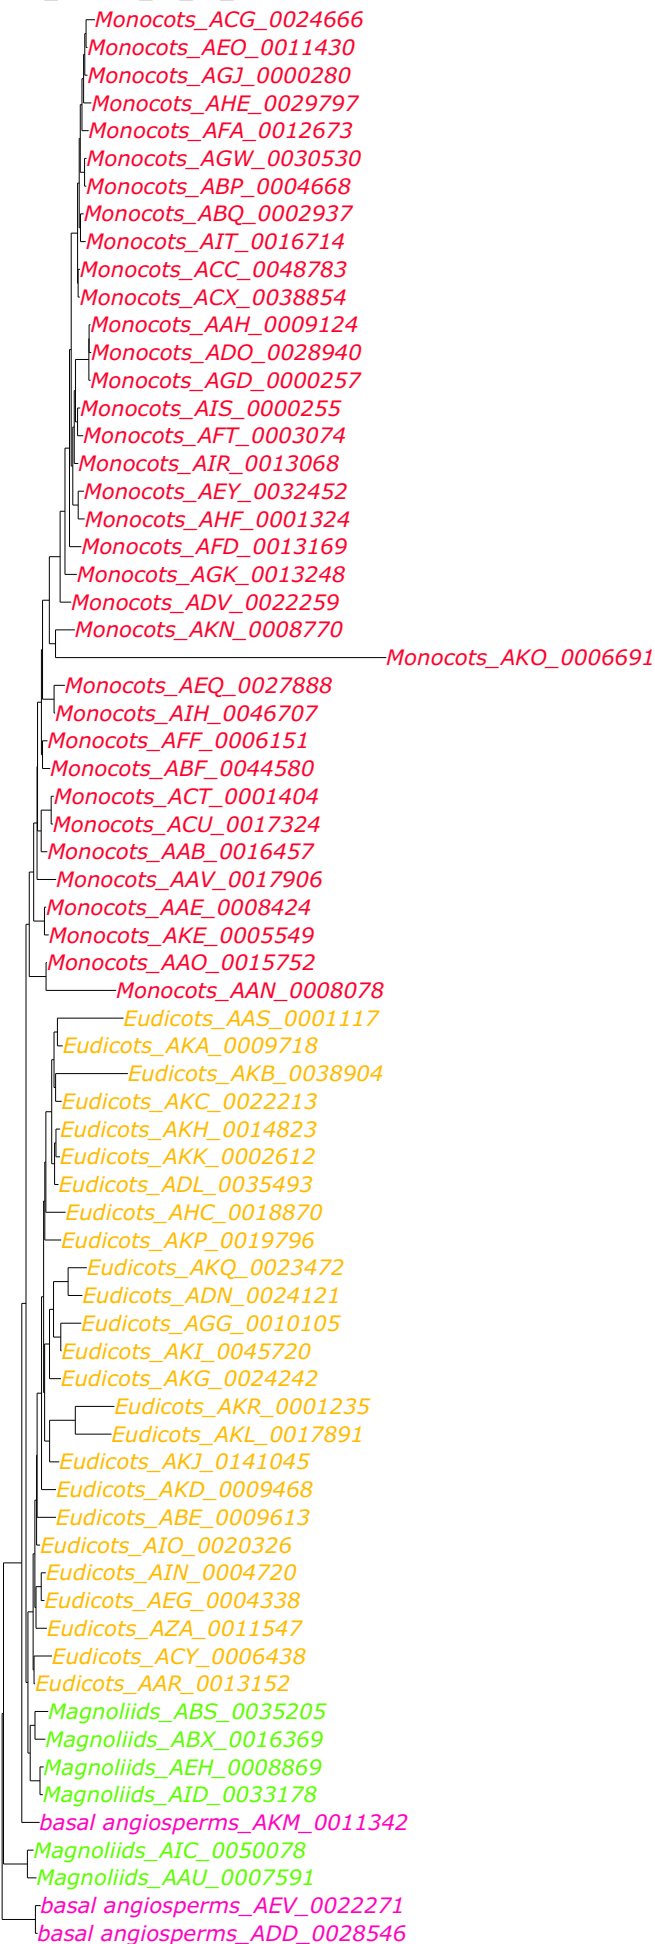 Monocots_ACG_0024666
Monocots_AEO_0011430
Monocots_AGJ_0000280
Monocots_AHE_0029797
Monocots_AFA_0012673
Monocots_AGW_0030530
Monocots_ABP_0004668
Monocots_ABQ_0002937
Monocots_AIT_0016714
Monocots_ACC_0048783
Monocots_ACX_0038854
Monocots_AAH_0009124
Monocots_ADO_0028940
Monocots_AGD_0000257
Monocots_AIS_0000255
Monocots_AFT_0003074
Monocots_AIR_0013068
Monocots_AEY_0032452
Monocots_AHF_0001324
Monocots_AFD_0013169
Monocots_AGK_0013248
Monocots_ADV_0022259
Monocots_AKN_0008770
Monocots_AKO_0006691
Monocots_AEQ_0027888
Monocots_AIH_0046707
Monocots_AFF_0006151
Monocots_ABF_0044580
Monocots_ACT_0001404
Monocots_ACU_0017324
Monocots_AAB_0016457
Monocots_AAV_0017906
Monocots_AAE_0008424
Monocots_AKE_0005549
Monocots_AAO_0015752
Monocots_AAN_0008078
Eudicots_AAS_0001117
Eudicots_AKA_0009718
Eudicots_AKB_0038904
Eudicots_AKC_0022213
Eudicots_AKH_0014823
Eudicots_AKK_0002612
Eudicots_ADL_0035493
Eudicots_AHC_0018870
Eudicots_AKP_0019796
Eudicots_AKQ_0023472
Eudicots_ADN_0024121
Eudicots_AGG_0010105
Eudicots_AKI_0045720
Eudicots_AKG_0024242
Eudicots_AKR_0001235
Eudicots_AKL_0017891
Eudicots_AKJ_0141045
Eudicots_AKD_0009468
Eudicots_ABE_0009613
Eudicots_AIO_0020326
Eudicots_AIN_0004720
Eudicots_AEG_0004338
Eudicots_AZA_0011547
Eudicots_ACY_0006438
Eudicots_AAR_0013152
Magnoliids_ABS_0035205
Magnoliids_ABX_0016369
Magnoliids_AEH_0008869
Magnoliids_AID_0033178
basal angiosperms_AKM_0011342
Magnoliids_AIC_0050078
Magnoliids_AAU_0007591
basal angiosperms_AEV_0022271
basal angiosperms_ADD_0028546